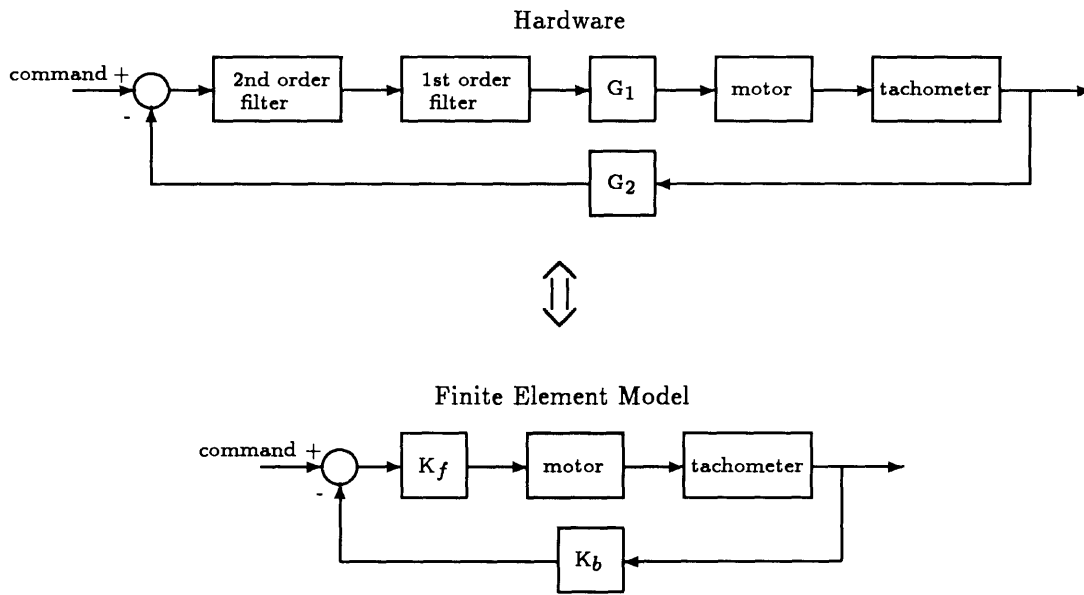 Hardware
command +
-
2nd order
filter
1st order
filter
G1
motor
tachometer
G2
Finite Element Model
command +
-
Kf
motor
tachometer
Kb